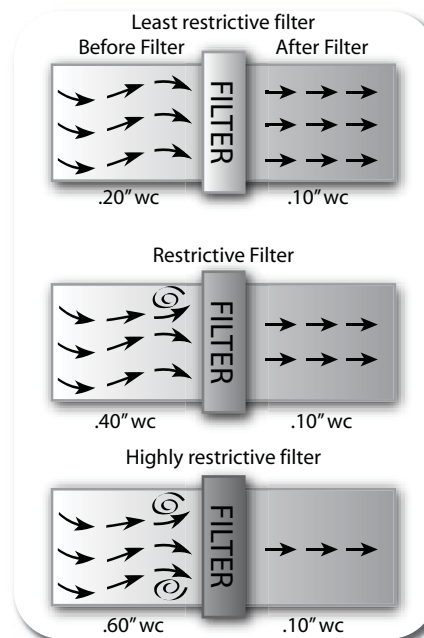 Least restrictive filter
Before Filter After Filter
FILTER
.20” wc .10” wc
Restrictive Filter
FILTER
.40” wc .10” wc
Highly restrictive filter
FILTER
.60” wc .10” wc